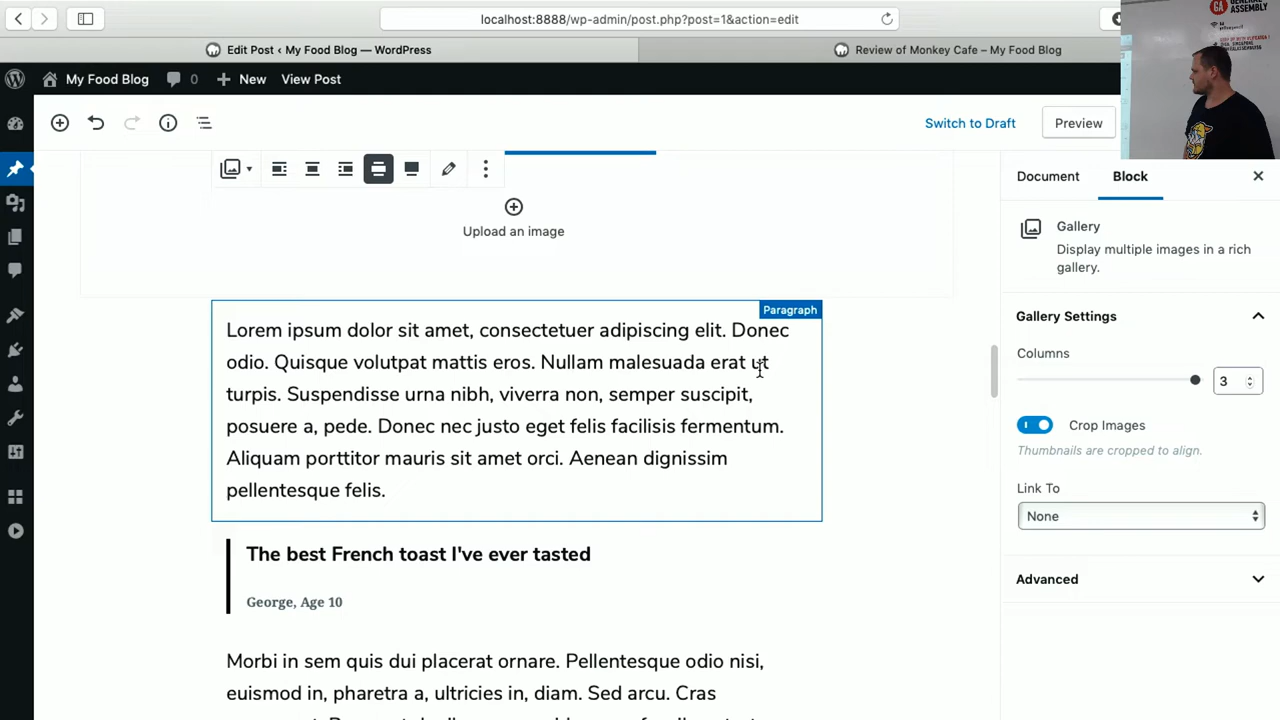 localhost:8888/wp-admin/post.php?post=1&action=edit
Edit Post ‹ My Food Blog — WordPress
Review of Monkey Cafe – My Food Blog
GENERAL
ASSEMBLY
My Food Blog
0
New
View Post
Switch to Draft
Preview
Document
Block
Upload an image
Gallery
Display multiple images in a rich
gallery.
Paragraph
Lorem ipsum dolor sit amet, consectetuer adipiscing elit. Donec
odio. Quisque volutpat mattis eros. Nullam malesuada erat ut
turpis. Suspendisse urna nibh, viverra non, semper suscipit,
posuere a, pede. Donec nec justo eget felis facilisis fermentum.
Aliquam porttitor mauris sit amet orci. Aenean dignissim
pellentesque felis.
Gallery Settings
Columns
3
Crop Images
Thumbnails are cropped to align.
Link To
None
Advanced
The best French toast I've ever tasted
George, Age 10
Morbi in sem quis dui placerat ornare. Pellentesque odio nisi,
euismod in, pharetra a, ultricies in, diam. Sed arcu. Cras